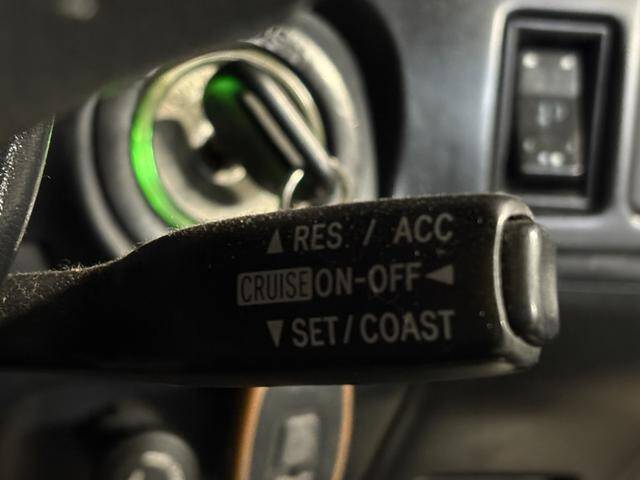 ▲ RES. / ACC
CRUISE ON-OFF ◀
▼ SET/COAST